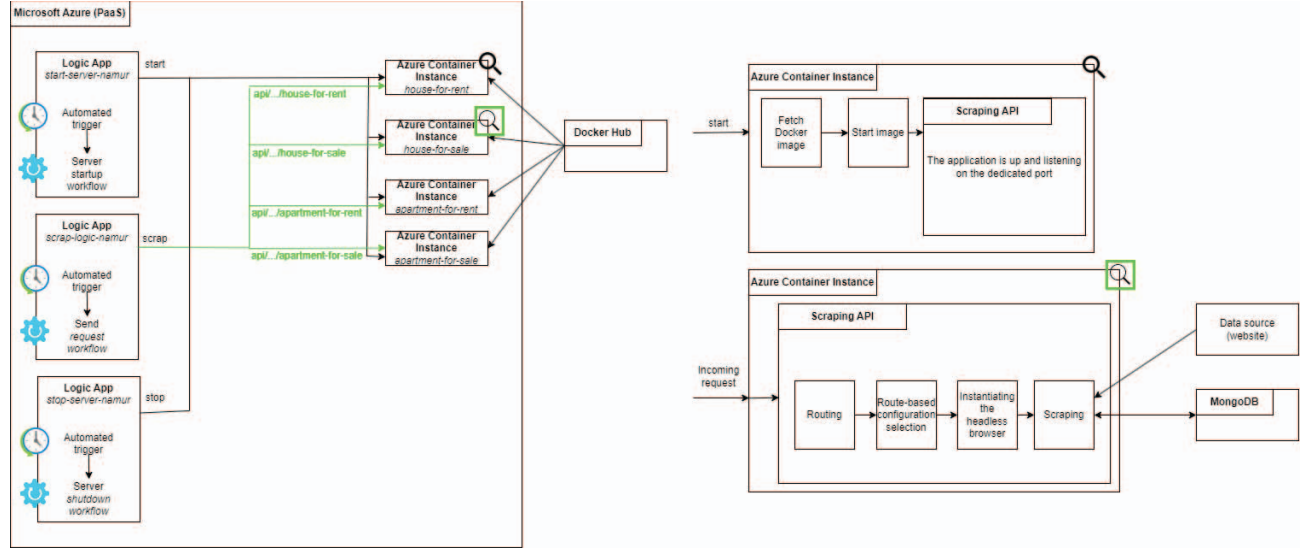 Microsoft Azure (PaaS)
Logic App
start-server-namur
start
Automated
trigger
Server
startup
workflow
Logic App
scrap-logic-namur
scrap
Automated
trigger
Send
request
workflow
Logic App
stop-server-namur
stop
Automated
trigger
Server
shutdown
workflow
api/.../house-for-rent
api/.../house-for-sale
api/.../apartment-for-rent
api/.../apartment-for-sale
Azure Container
Instance
house-for-rent
Azure Container
Instance
house-for-sale
Azure Container
Instance
apartment-for-rent
Azure Container
Instance
apartment-for-sale
Docker Hub
start
Azure Container Instance
Fetch
Docker
image
Start image
Scraping API
The application is up and listening
on the dedicated port
Incoming
request
Azure Container Instance
Scraping API
Routing
Route-based
configuration
selection
Instantiating
the
headless
browser
Scraping
Data source
(website)
MongoDB